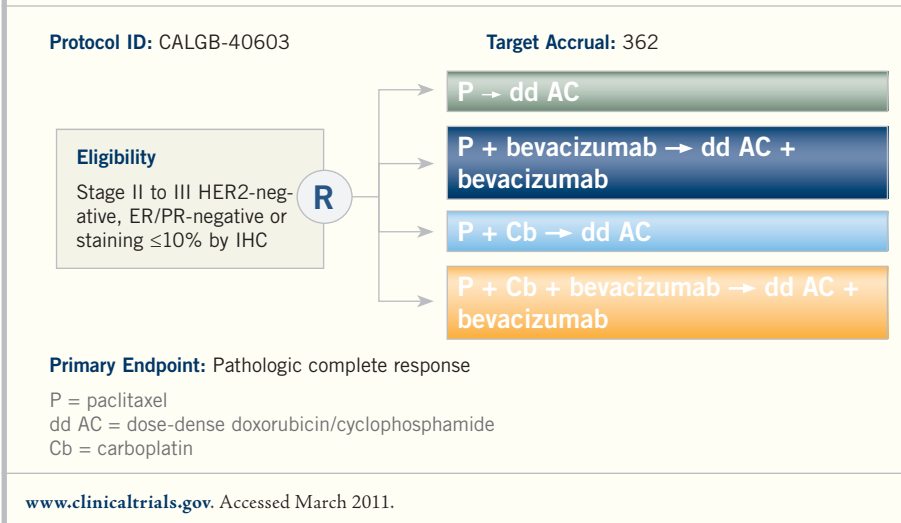 Protocol ID: CALGB-40603
Target Accrual: 362
Eligibility
Stage II to III HER2-neg-
ative, ER/PR-negative or
staining ≤10% by IHC
R
P → dd AC
P + bevacizumab → dd AC +
bevacizumab
P + Cb → dd AC
P + Cb + bevacizumab → dd AC +
bevacizumab
Primary Endpoint: Pathologic complete response
P = paclitaxel
dd AC = dose-dense doxorubicin/cyclophosphamide
Cb = carboplatin
www.clinicaltrials.gov. Accessed March 2011.